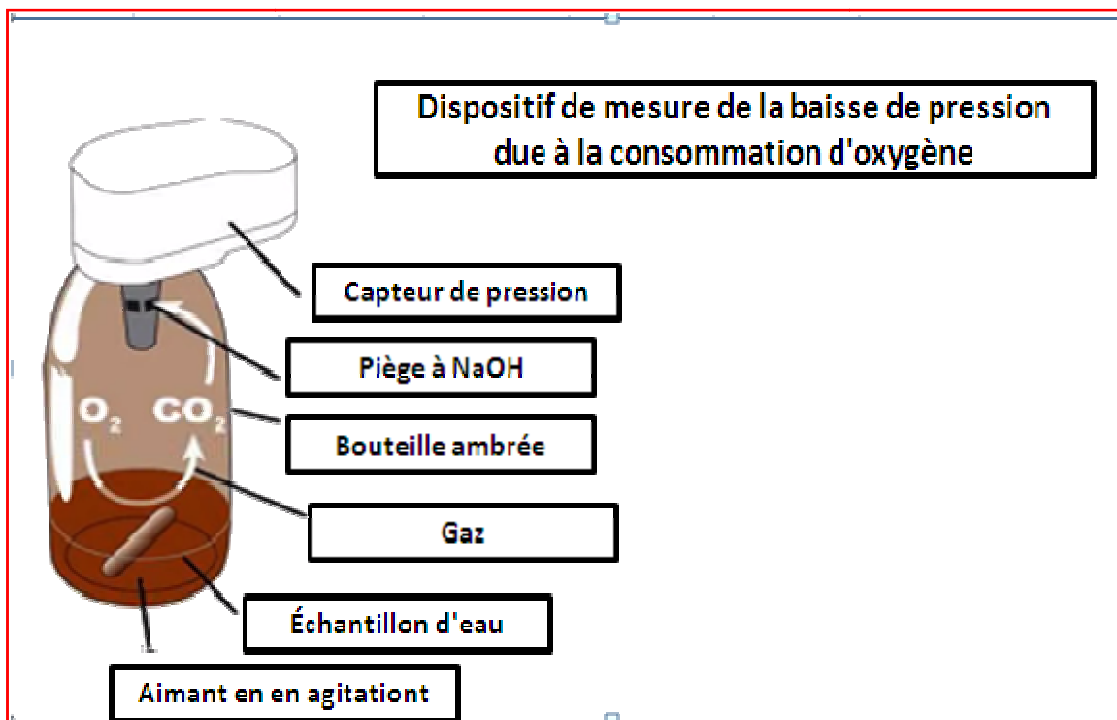 Dispositif de mesure de la baisse de pression
due à la consommation d'oxygène
Capteur de pression
Piège à NaOH
O₂ CO₂
Bouteille ambrée
Gaz
Échantillon d'eau
Aimant en en agitationt